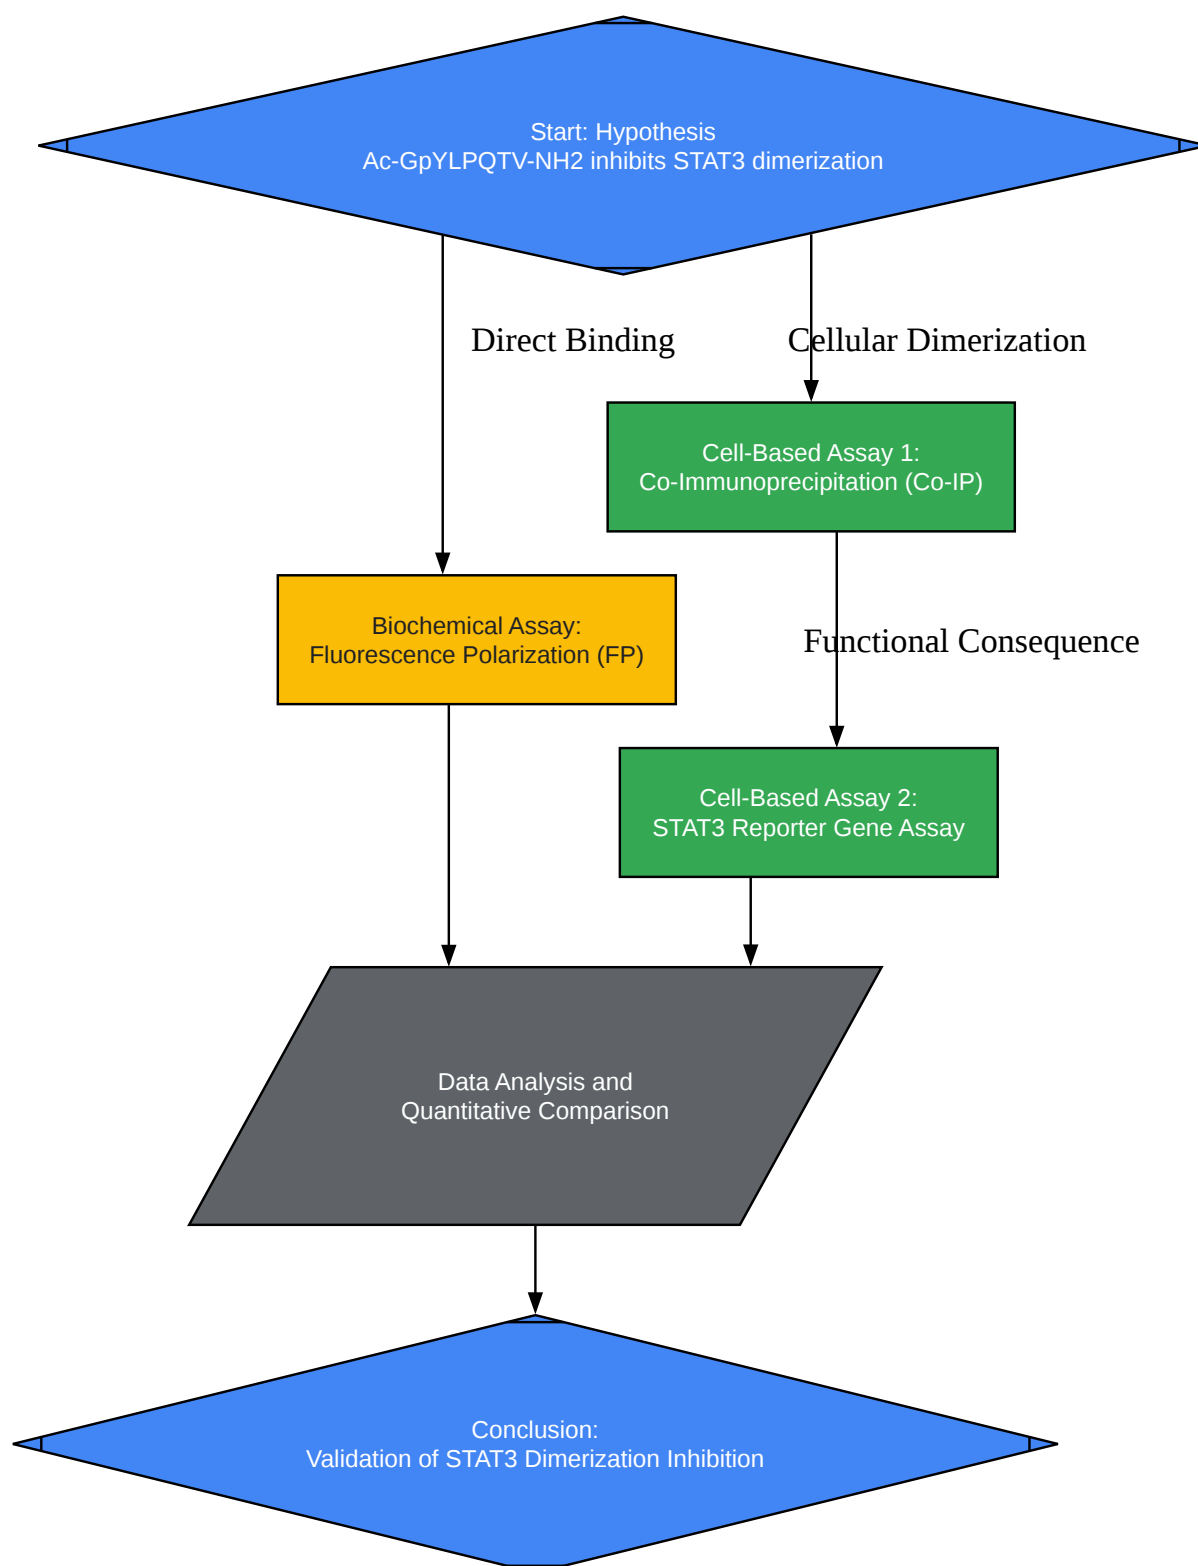 Start: Hypothesis
Ac-GpYLPQTV-NH2 inhibits STAT3 dimerization
Direct Binding
Cellular Dimerization
Cell-Based Assay 1:
Co-Immunoprecipitation (Co-IP)
Biochemical Assay:
Fluorescence Polarization (FP)
Functional Consequence
Cell-Based Assay 2:
STAT3 Reporter Gene Assay
Data Analysis and
Quantitative Comparison
Conclusion:
Validation of STAT3 Dimerization Inhibition